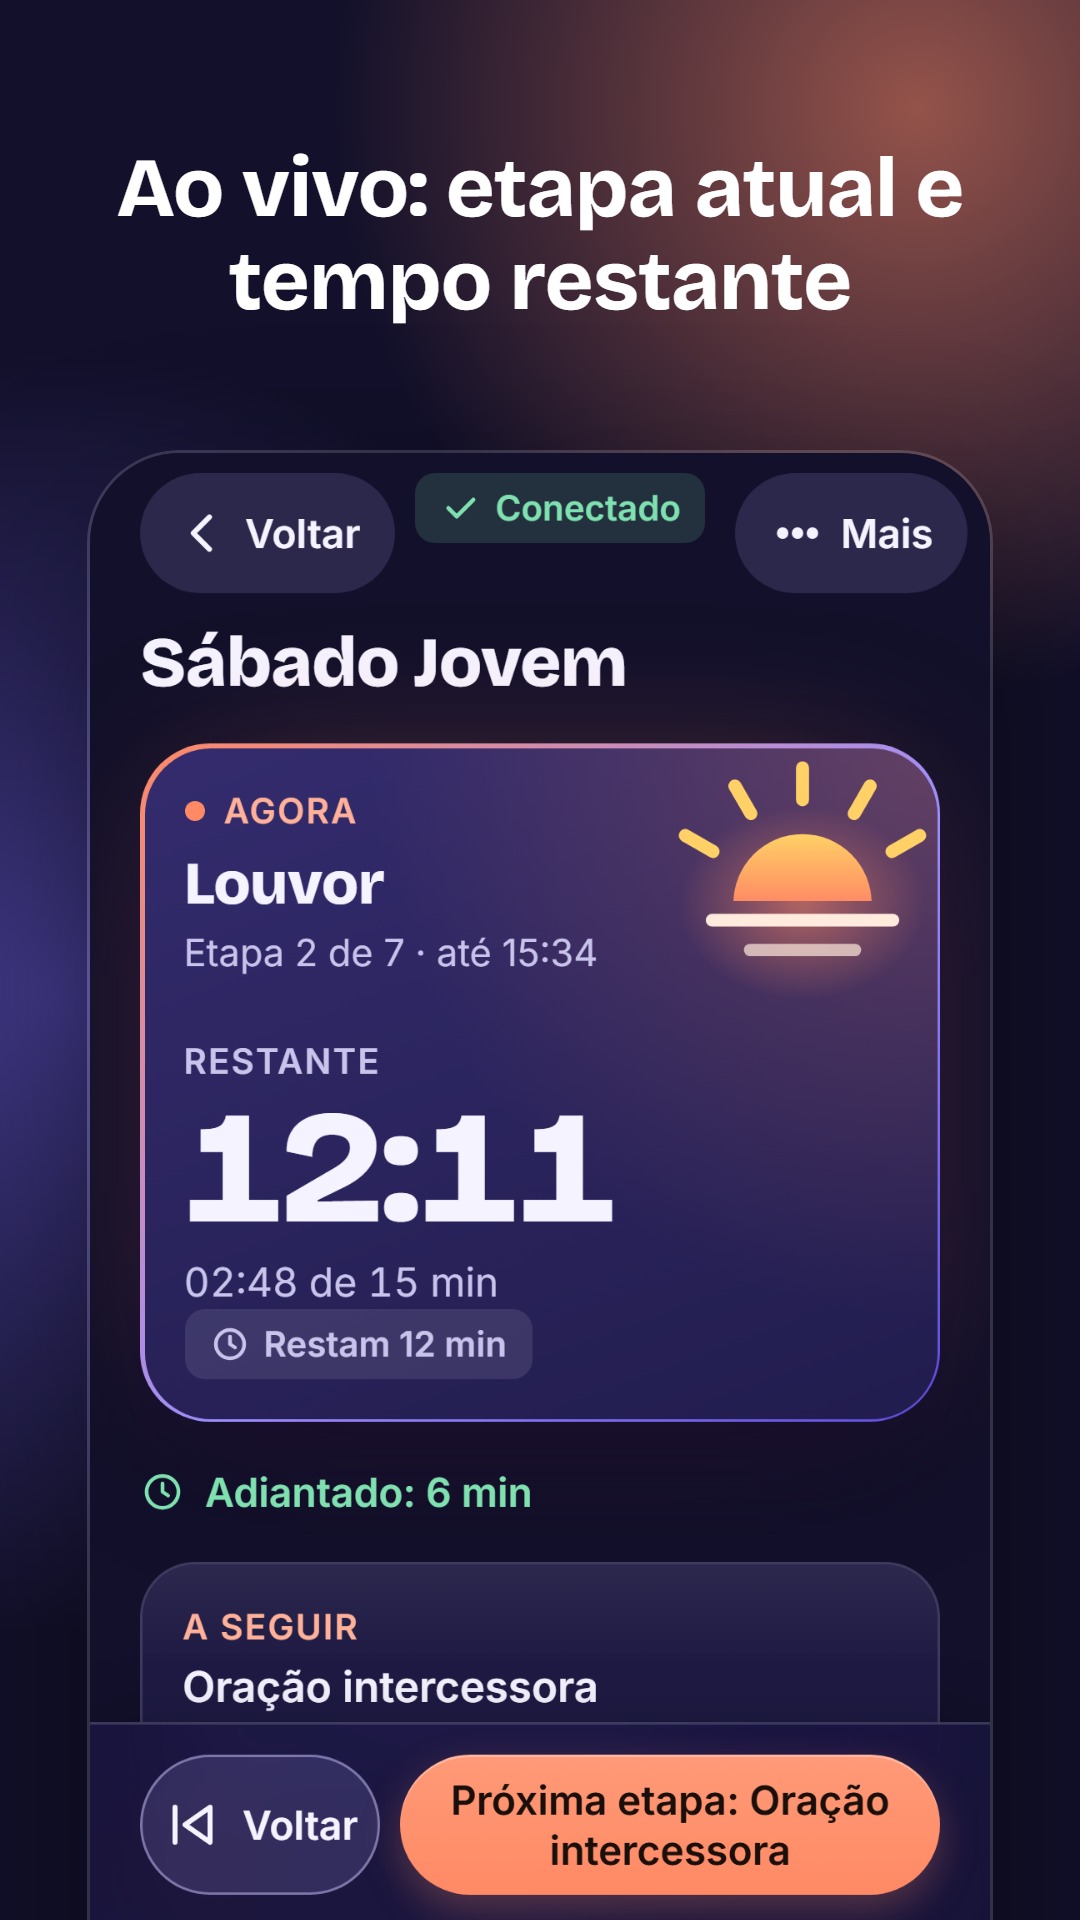 Ao vivo: etapa atual e
tempo restante
Voltar
Conectado
Mais
Sábado Jovem
AGORA
Louvor
Etapa 2 de 7 · até 15:34
RESTANTE
12:11
02:48 de 15 min
Restam 12 min
Adiantado: 6 min
A SEGUIR
Oração intercessora
Voltar
Próxima etapa: Oração
intercessora